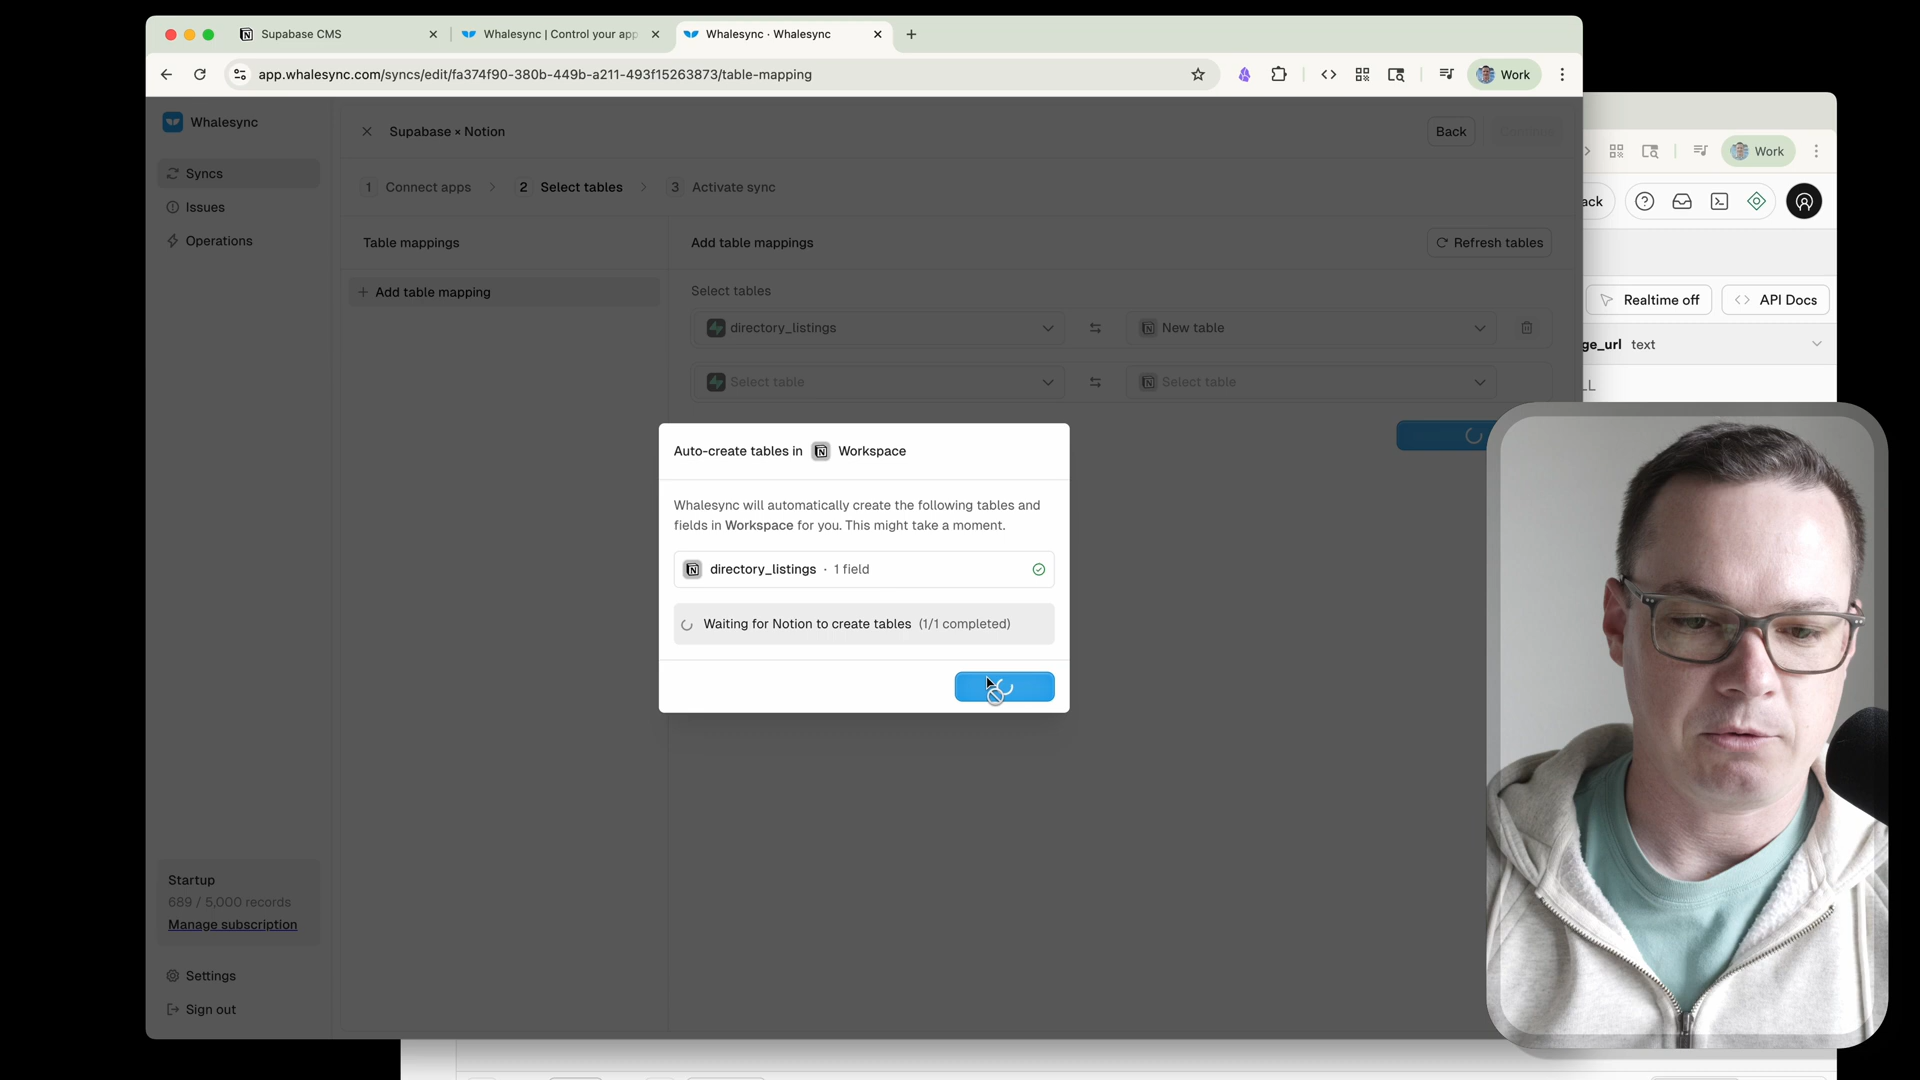 Supabase CMS
Whalesync | Control your app
Whalesync · Whalesync
app.whalesync.com/syncs/edit/fa374f90-380b-449b-a211-493f15263873/table-mapping
Work
Whalesync
Syncs
Issues
Operations
Supabase × Notion
Back
1 Connect apps
2 Select tables
3 Activate sync
Table mappings
Add table mapping
Add table mappings
Refresh tables
Select tables
directory_listings
New table
Select table
Select table
Auto-create tables in Workspace
Whalesync will automatically create the following tables and
fields in Workspace for you. This might take a moment.
directory_listings · 1 field
Waiting for Notion to create tables (1/1 completed)
Startup
689 / 5,000 records
Manage subscription
Settings
Sign out
Work
ack
Realtime off
API Docs
ge_url text
LL